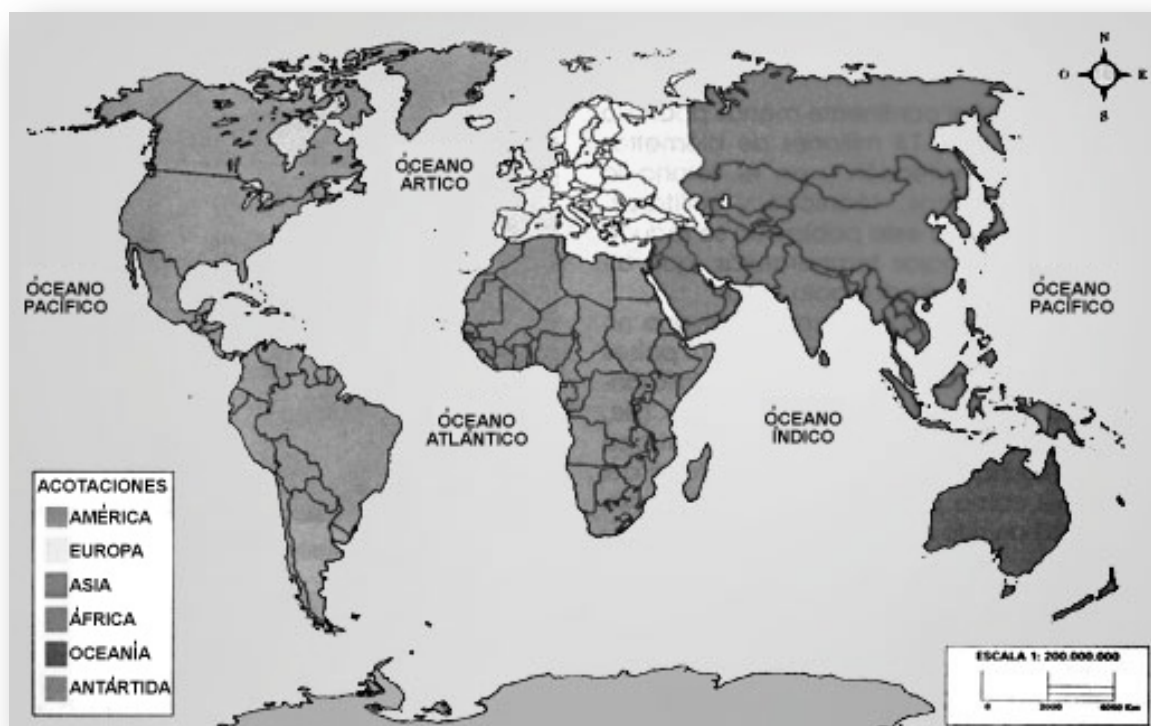 N
O E
S
ÓCEANO
ÁRTICO
ÓCEANO
PACÍFICO
ÓCEANO
PACÍFICO
ÓCEANO
ATLÁNTICO
ÓCEANO
ÍNDICO
ACOTACIONES
AMÉRICA
EUROPA
ASIA
ÁFRICA
OCEANÍA
ANTÁRTIDA
ESCALA 1: 200.000.000
0 2000 6000 Km